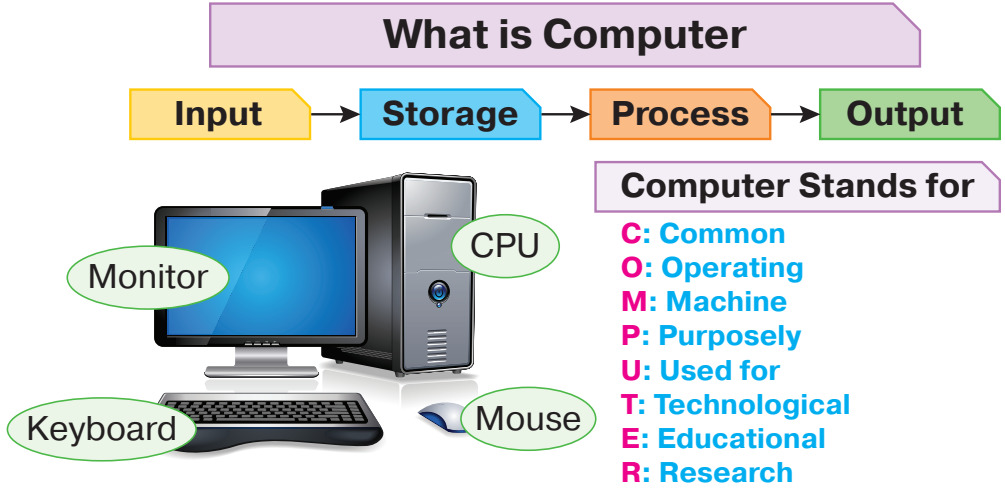 What is Computer
Input Storage Process Output
Computer Stands for
C: Common
O: Operating
M: Machine
P: Purposely
U: Used for
T: Technological
E: Educational
R: Research
Monitor
CPU
Keyboard
Mouse